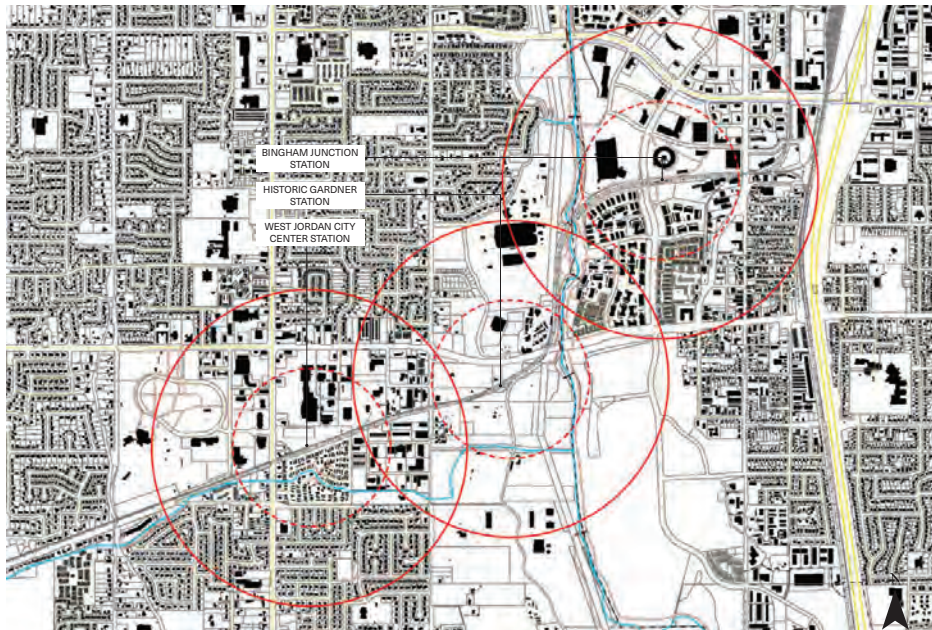 BINGHAM JUNCTION
STATION
HISTORIC GARDNER
STATION
WEST JORDAN CITY
CENTER STATION